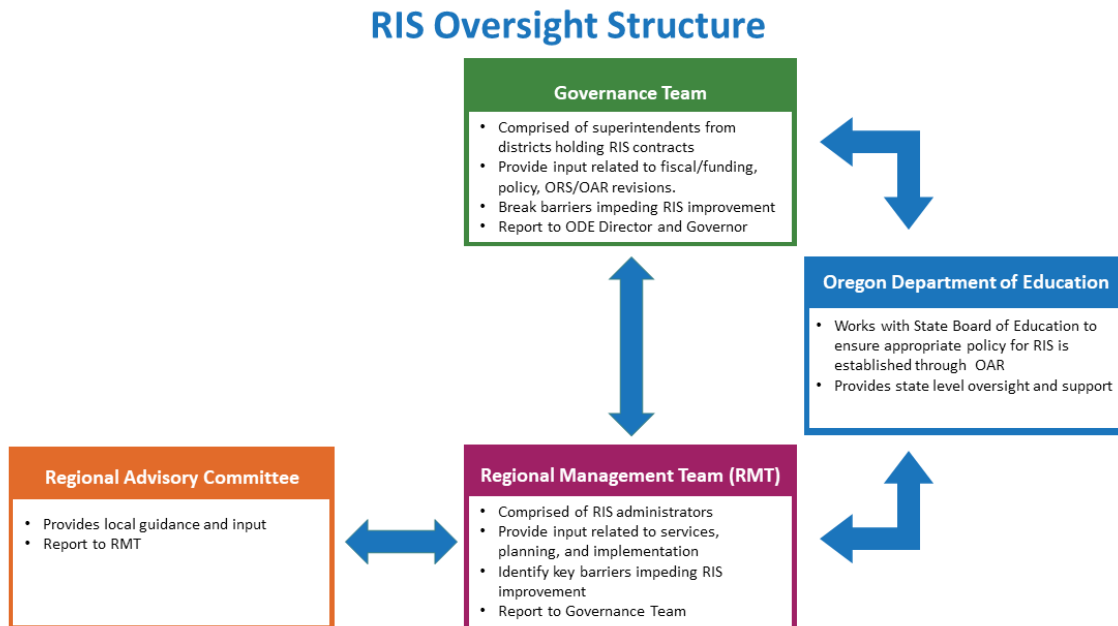 RIS Oversight Structure
Governance Team
• Comprised of superintendents from
districts holding RIS contracts
• Provide input related to fiscal/funding,
policy, ORS/OAR revisions.
• Break barriers impeding RIS improvement
• Report to ODE Director and Governor
Oregon Department of Education
• Works with State Board of Education to
ensure appropriate policy for RIS is
established through OAR
• Provides state level oversight and support
Regional Advisory Committee
• Provides local guidance and input
• Report to RMT
Regional Management Team (RMT)
• Comprised of RIS administrators
• Provide input related to services,
planning, and implementation
• Identify key barriers impeding RIS
improvement
• Report to Governance Team